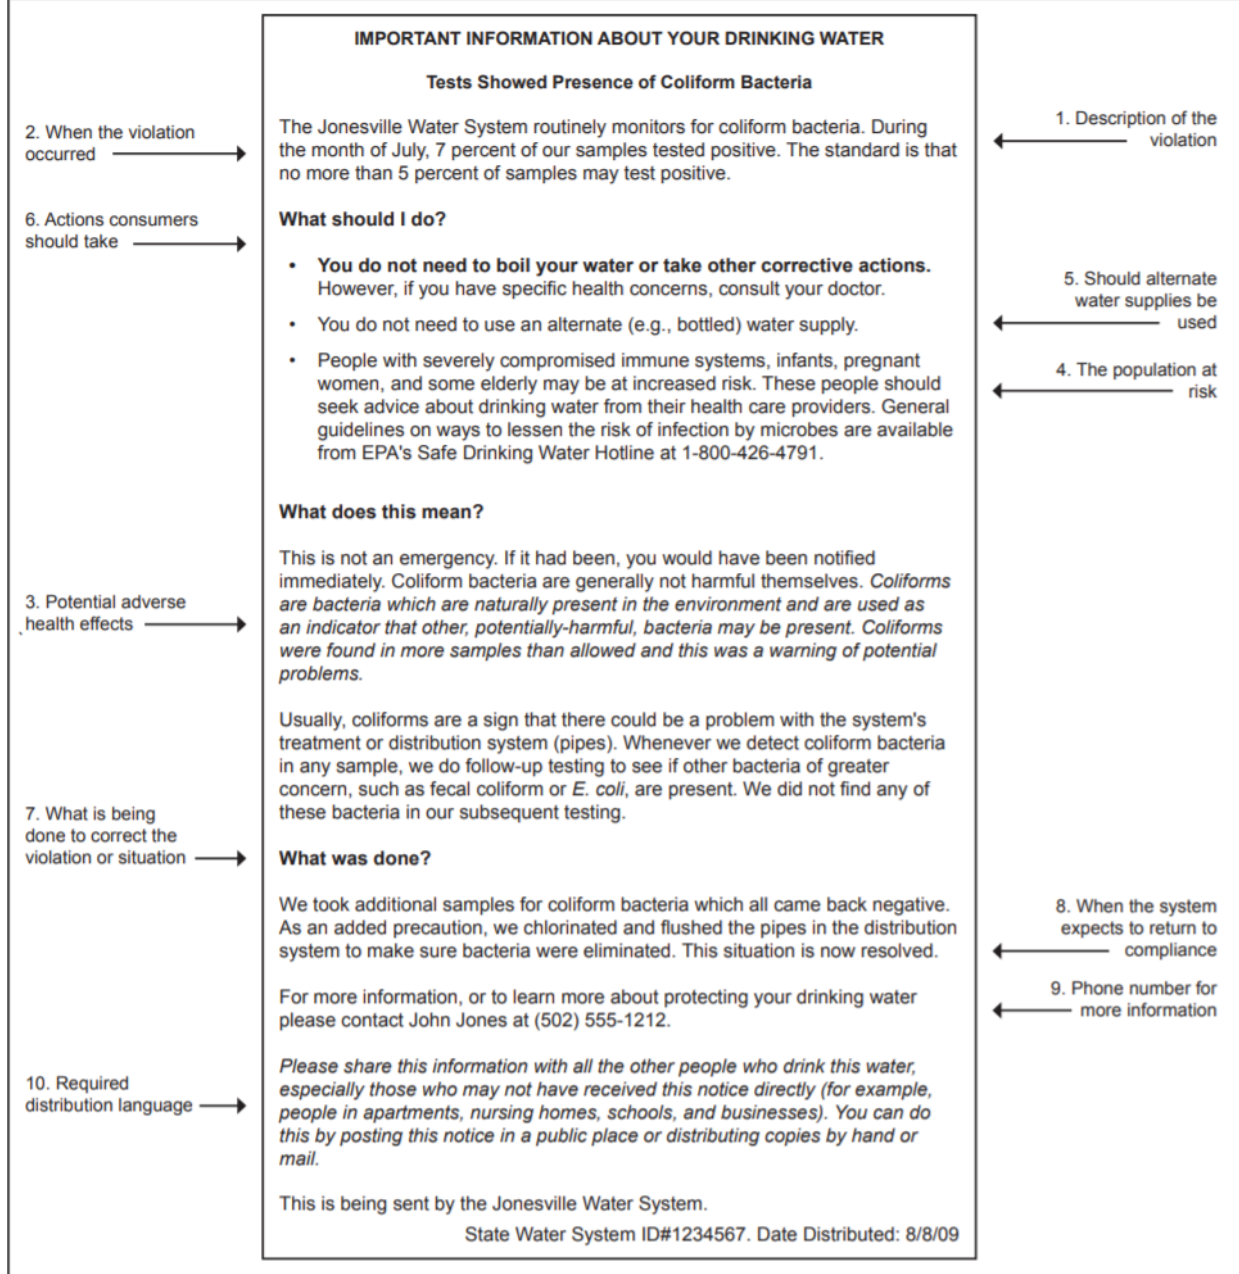 IMPORTANT INFORMATION ABOUT YOUR DRINKING WATER
Tests Showed Presence of Coliform Bacteria
2. When the violation
occurred
The Jonesville Water System routinely monitors for coliform bacteria. During
the month of July, 7 percent of our samples tested positive. The standard is that
no more than 5 percent of samples may test positive.
1. Description of the
violation
6. Actions consumers
should take
What should I do?
• You do not need to boil your water or take other corrective actions.
However, if you have specific health concerns, consult your doctor.
• You do not need to use an alternate (e.g., bottled) water supply.
5. Should alternate
water supplies be
used
• People with severely compromised immune systems, infants, pregnant
women, and some elderly may be at increased risk. These people should
seek advice about drinking water from their health care providers. General
guidelines on ways to lessen the risk of infection by microbes are available
from EPA's Safe Drinking Water Hotline at 1-800-426-4791.
4. The population at
risk
What does this mean?
3. Potential adverse
health effects
This is not an emergency. If it had been, you would have been notified
immediately. Coliform bacteria are generally not harmful themselves. Coliforms
are bacteria which are naturally present in the environment and are used as
an indicator that other, potentially-harmful, bacteria may be present. Coliforms
were found in more samples than allowed and this was a warning of potential
problems.
Usually, coliforms are a sign that there could be a problem with the system's
treatment or distribution system (pipes). Whenever we detect coliform bacteria
in any sample, we do follow-up testing to see if other bacteria of greater
concern, such as fecal coliform or E. coli, are present. We did not find any of
these bacteria in our subsequent testing.
7. What is being
done to correct the
violation or situation
What was done?
We took additional samples for coliform bacteria which all came back negative.
As an added precaution, we chlorinated and flushed the pipes in the distribution
system to make sure bacteria were eliminated. This situation is now resolved.
8. When the system
expects to return to
compliance
For more information, or to learn more about protecting your drinking water
please contact John Jones at (502) 555-1212.
9. Phone number for
more information
10. Required
distribution language
Please share this information with all the other people who drink this water,
especially those who may not have received this notice directly (for example,
people in apartments, nursing homes, schools, and businesses). You can do
this by posting this notice in a public place or distributing copies by hand or
mail.
This is being sent by the Jonesville Water System.
State Water System ID#1234567. Date Distributed: 8/8/09